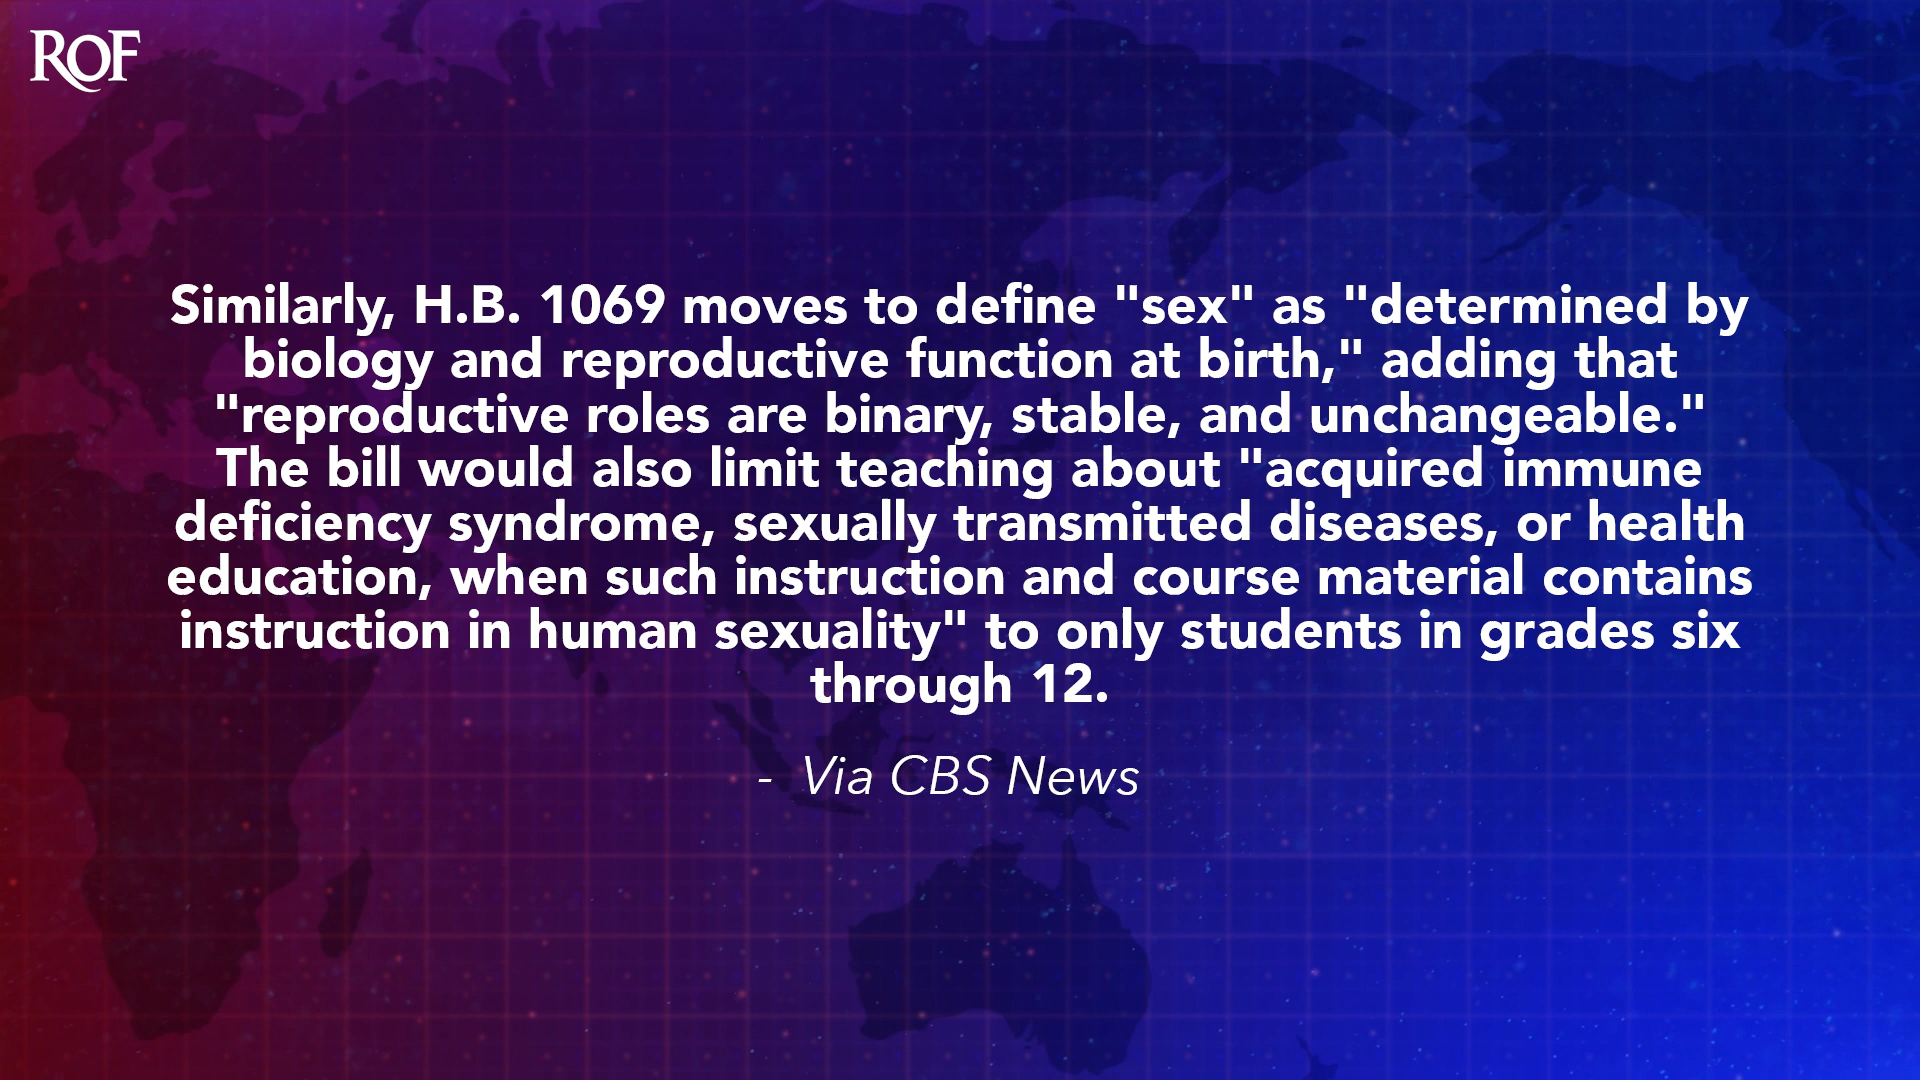 ROF
Similarly, H.B. 1069 moves to define "sex" as "determined by
biology and reproductive function at birth," adding that
"reproductive roles are binary, stable, and unchangeable."
The bill would also limit teaching about "acquired immune
deficiency syndrome, sexually transmitted diseases, or health
education, when such instruction and course material contains
instruction in human sexuality" to only students in grades six
through 12.
- Via CBS News